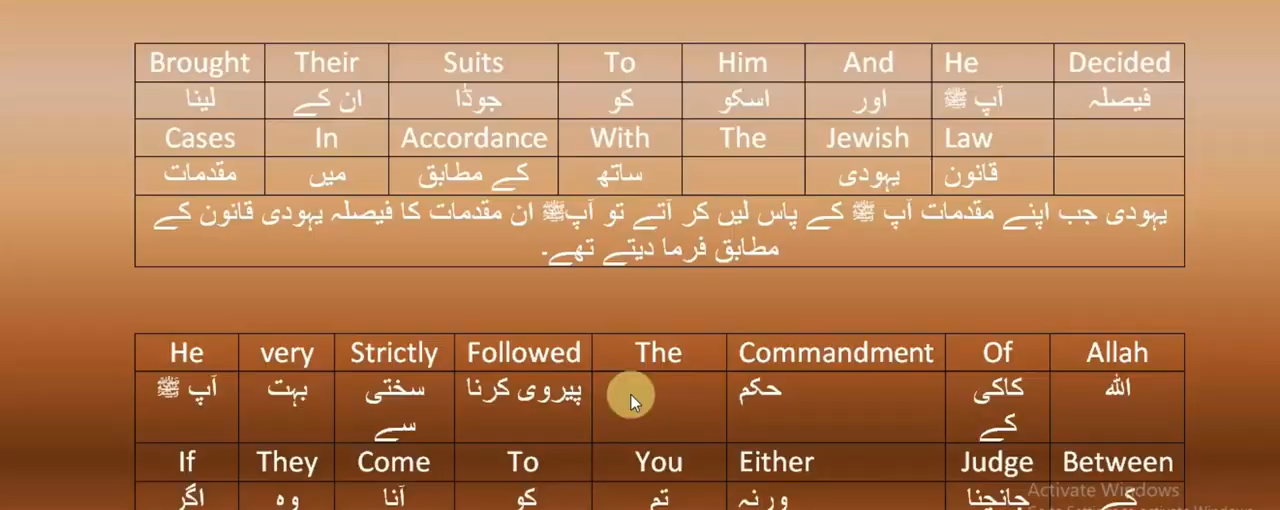 Brought Their Suits To Him And He Decided
لینا ان کے جوڈا کو اسکو اور آپ ﷺ فیصلہ
Cases In Accordance With The Jewish Law
مقدمات میں کے مطابق ساتھ یہودی قانون
یہودی جب اپنے مقدمات آپ ﷺ کے پاس لیں کر آتے تو آپﷺ ان مقدمات کا فیصلہ یہودی قانون کے
مطابق فرما دیتے تھے۔
He very Strictly Followed The Commandment Of Allah
آپ ﷺ بہت سختی سے پیروی کرنا حکم کاکی کے اللہ
If They Come To You Either Judge Between
اگر وہ آنا کو تم ورنہ جانچنا کے
Activate Windows